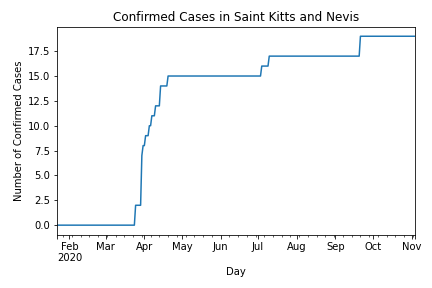 Confirmed Cases in Saint Kitts and Nevis
Number of Confirmed Cases
17.5
15.0
12.5
10.0
7.5
5.0
2.5
0.0
Feb Mar Apr May Jun Jul Aug Sep Oct Nov
2020
Day